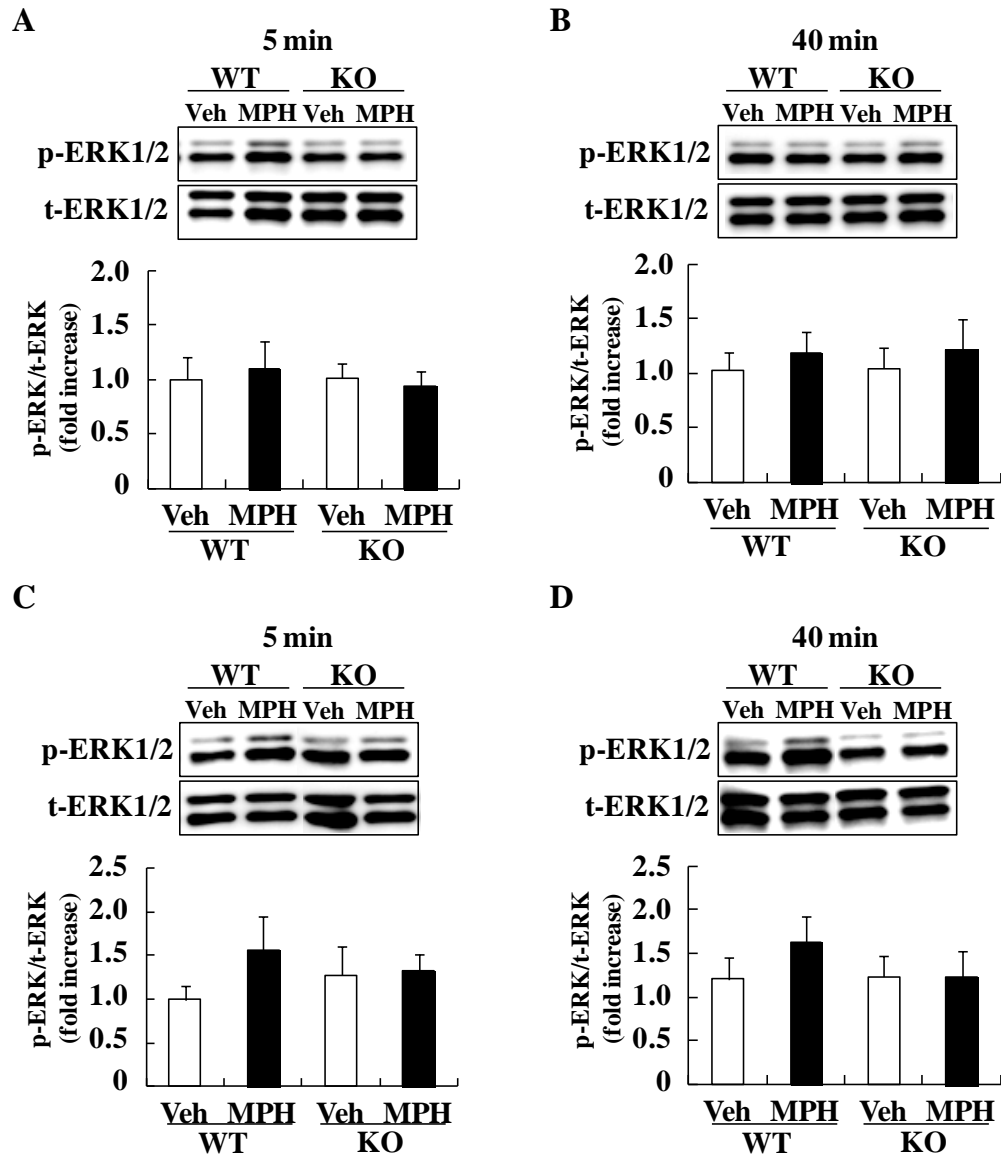 A
5 min
WT KO
Veh MPH Veh MPH
p-ERK1/2
t-ERK1/2
2.0
1.5
1.0
0.5
0
p-ERK/t-ERK
(fold increase)
Veh MPH Veh MPH
WT KO
B
40 min
WT KO
Veh MPH Veh MPH
p-ERK1/2
t-ERK1/2
2.0
1.5
1.0
0.5
0
p-ERK/t-ERK
(fold increase)
Veh MPH Veh MPH
WT KO
C
5 min
WT KO
Veh MPH Veh MPH
p-ERK1/2
t-ERK1/2
2.5
2.0
1.5
1.0
0.5
0
p-ERK/t-ERK
(fold increase)
Veh MPH Veh MPH
WT KO
D
40 min
WT KO
Veh MPH Veh MPH
p-ERK1/2
t-ERK1/2
2.5
2.0
1.5
1.0
0.5
0
p-ERK/t-ERK
(fold increase)
Veh MPH Veh MPH
WT KO